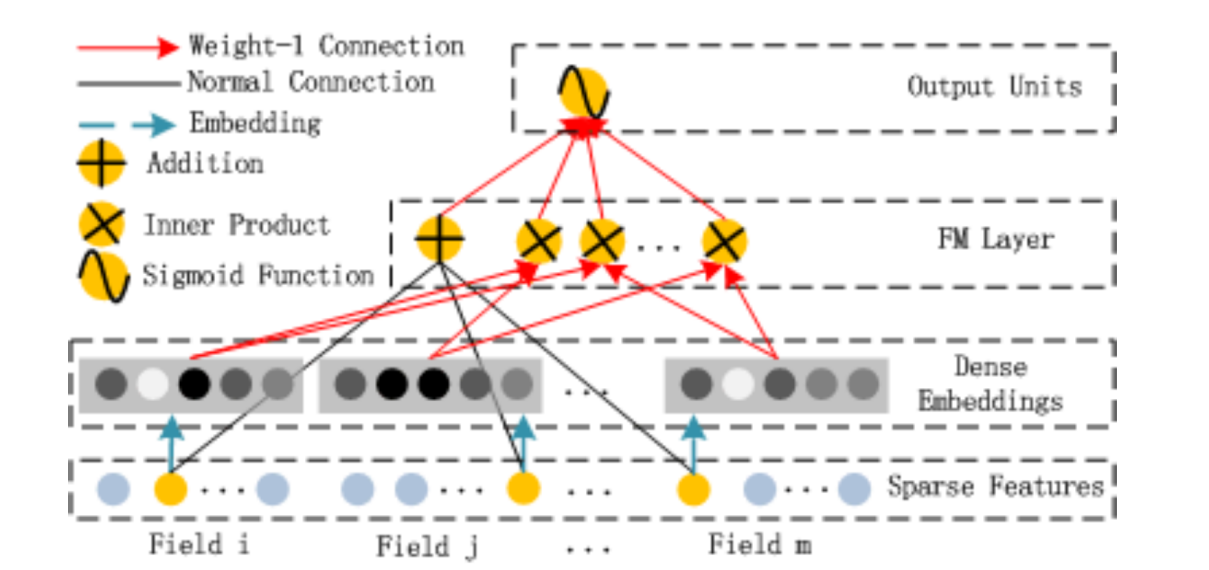 Weight-1 Connection
Normal Connection
Embedding
Addition
Inner Product
Sigmoid Function
Output Units
FM Layer
...
Dense
Embeddings
...
Sparse Features
... ... ... ...
Field i
Field j
...
Field m